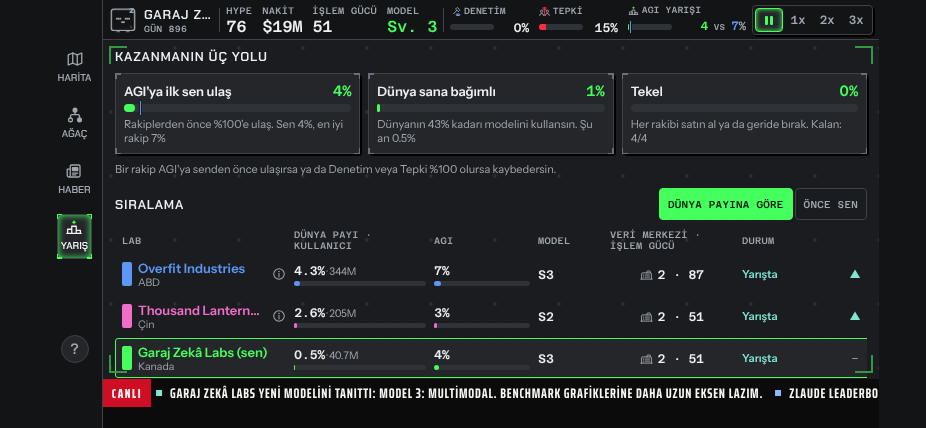 GARAJ Z...
GÜN 896
HYPE
76
NAKİT
$19M
İŞLEM GÜCÜ
51
MODEL
Sv. 3
DENETİM
0%
TEPKİ
15%
AGI YARIŞI
4 vs 7%
1x
2x
3x
HARİTA
AĞAÇ
HABER
YARIŞ
?
KAZANMANIN ÜÇ YOLU
AGI'ya ilk sen ulaş 4%
Rakiplerden önce %100'e ulaş. Sen 4%, en iyi
rakip 7%
Dünya sana bağımlı 1%
Dünyanın 43% kadarı modelini kullansın. Şu
an 0.5%
Tekel 0%
Her rakibi satın al ya da geride bırak. Kalan:
4/4
Bir rakip AGI'ya senden önce ulaşırsa ya da Denetim veya Tepki %100 olursa kaybedersin.
SIRALAMA
DÜNYA PAYINA GÖRE
ÖNCE SEN
LAB
DÜNYA PAYI ·
KULLANICI
AGI
MODEL
VERİ MERKEZİ ·
İŞLEM GÜCÜ
DURUM
Overfit Industries
ABD
4.3%·344M
7%
S3
2 · 87
Yarışta
Thousand Lantern...
Çin
2.6%·205M
3%
S2
2 · 51
Yarışta
Garaj Zekâ Labs (sen)
Kanada
0.5%·40.7M
4%
S3
2 · 51
Yarışta
–
CANLI
GARAJ ZEKÂ LABS YENİ MODELİNİ TANITTI: MODEL 3: MULTİMODAL. BENCHMARK GRAFİKLERİNE DAHA UZUN EKSEN LAZIM.
ZLAUDE LEADERBO